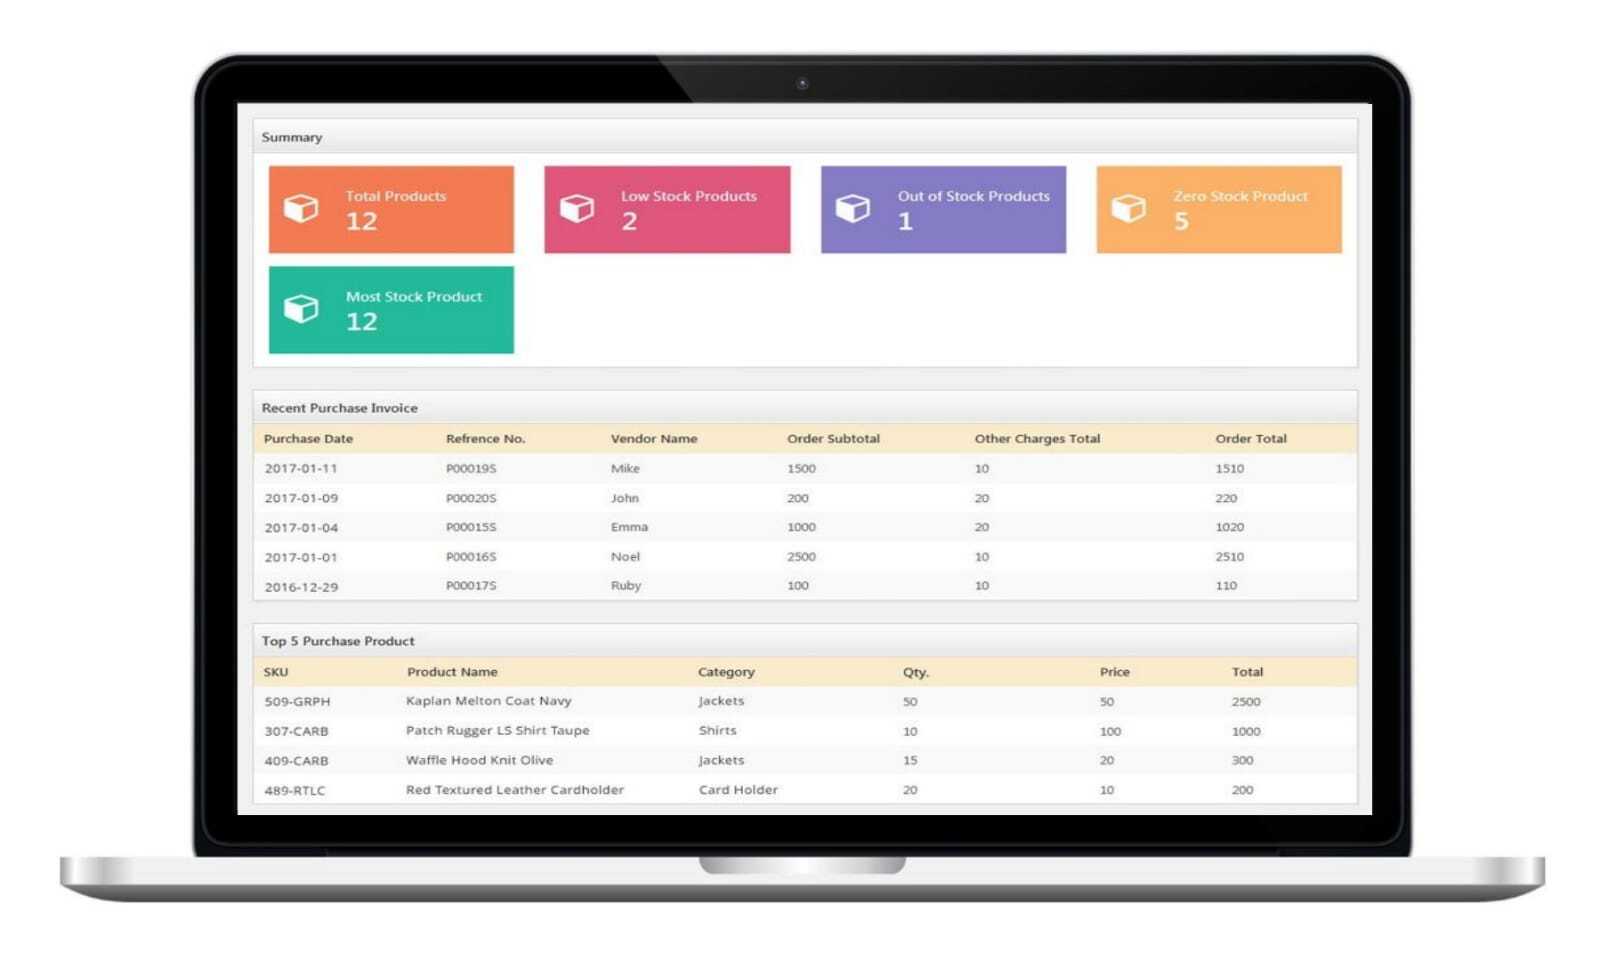 Summary
Total Products
12
Low Stock Products
2
Out of Stock Products
1
Zero Stock Product
5
Most Stock Product
12
Recent Purchase Invoice
Purchase Date Refrence No. Vendor Name Order Subtotal Other Charges Total Order Total
2017-01-11 P00019S Mike 1500 10 1510
2017-01-09 P00020S John 200 20 220
2017-01-04 P00015S Emma 1000 20 1020
2017-01-01 P00016S Noel 2500 10 2510
2016-12-29 P00017S Ruby 100 10 110
Top 5 Purchase Product
SKU Product Name Category Qty. Price Total
509-GRPH Kaplan Melton Coat Navy Jackets 50 50 2500
307-CARB Patch Rugger LS Shirt Taupe Shirts 10 100 1000
409-CARB Waffle Hood Knit Olive Jackets 15 20 300
489-RTLC Red Textured Leather Cardholder Card Holder 20 10 200